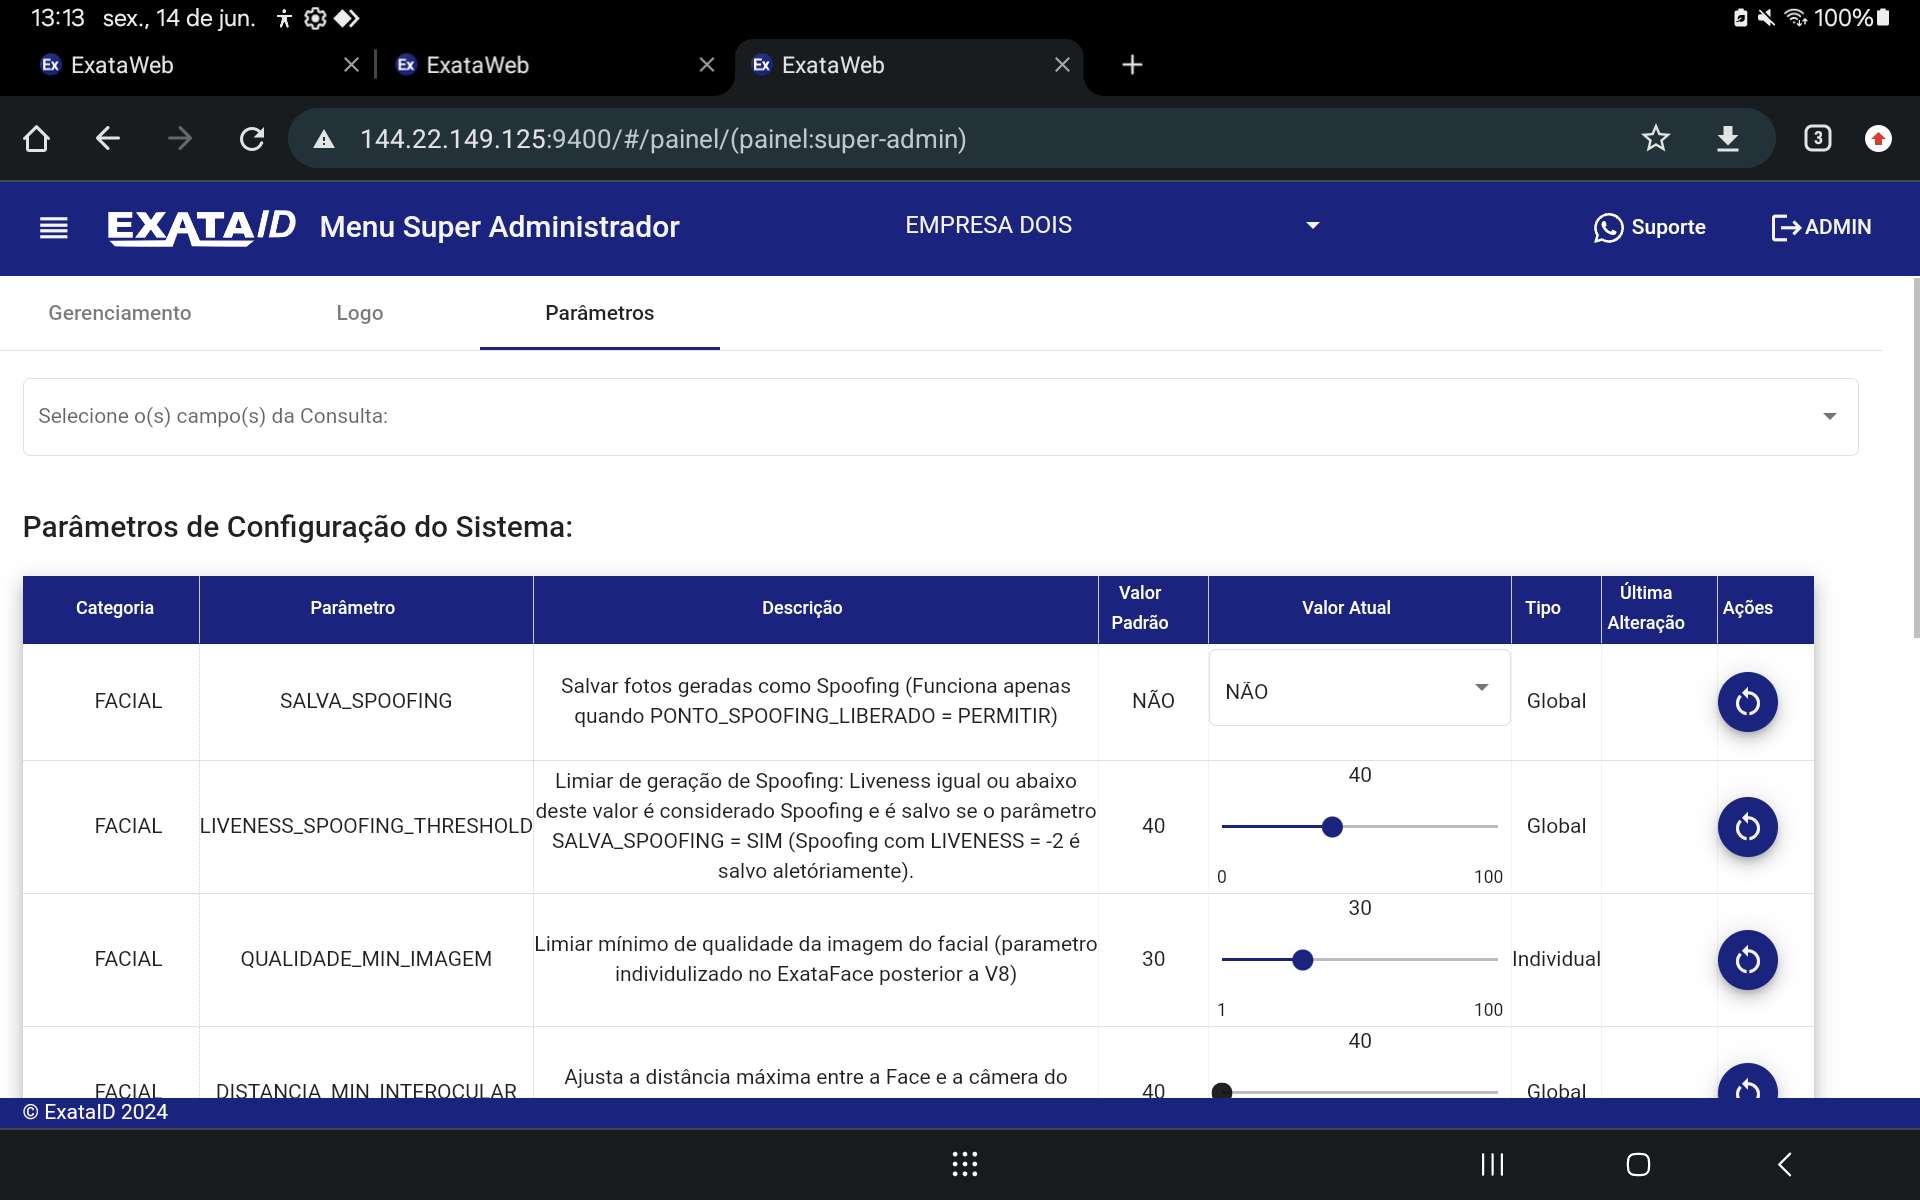 13:13 sex., 14 de jun.
100%
Ex ExataWeb
Ex ExataWeb
Ex ExataWeb
144.22.149.125:9400/#/painel/(painel:super-admin)
3
EXATAID
Menu Super Administrador
EMPRESA DOIS
Suporte
ADMIN
Gerenciamento
Logo
Parâmetros
Selecione o(s) campo(s) da Consulta:
Parâmetros de Configuração do Sistema:
Categoria
Parâmetro
Descrição
Valor
Padrão
Valor Atual
Tipo
Última
Alteração
Ações
FACIAL
SALVA_SPOOFING
Salvar fotos geradas como Spoofing (Funciona apenas
quando PONTO_SPOOFING_LIBERADO = PERMITIR)
NÃO
NÃO
Global
FACIAL
LIVENESS_SPOOFING_THRESHOLD
Limiar de geração de Spoofing: Liveness igual ou abaixo
deste valor é considerado Spoofing e é salvo se o parâmetro
SALVA_SPOOFING = SIM (Spoofing com LIVENESS = -2 é
salvo aletóriamente).
40
40
0
100
Global
FACIAL
QUALIDADE_MIN_IMAGEM
Limiar mínimo de qualidade da imagem do facial (parametro
individulizado no ExataFace posterior a V8)
30
30
1
100
Individual
FACIAL
DISTANCIA_MIN_INTEROCULAR
Ajusta a distância máxima entre a Face e a câmera do
40
40
Global
© ExataID 2024